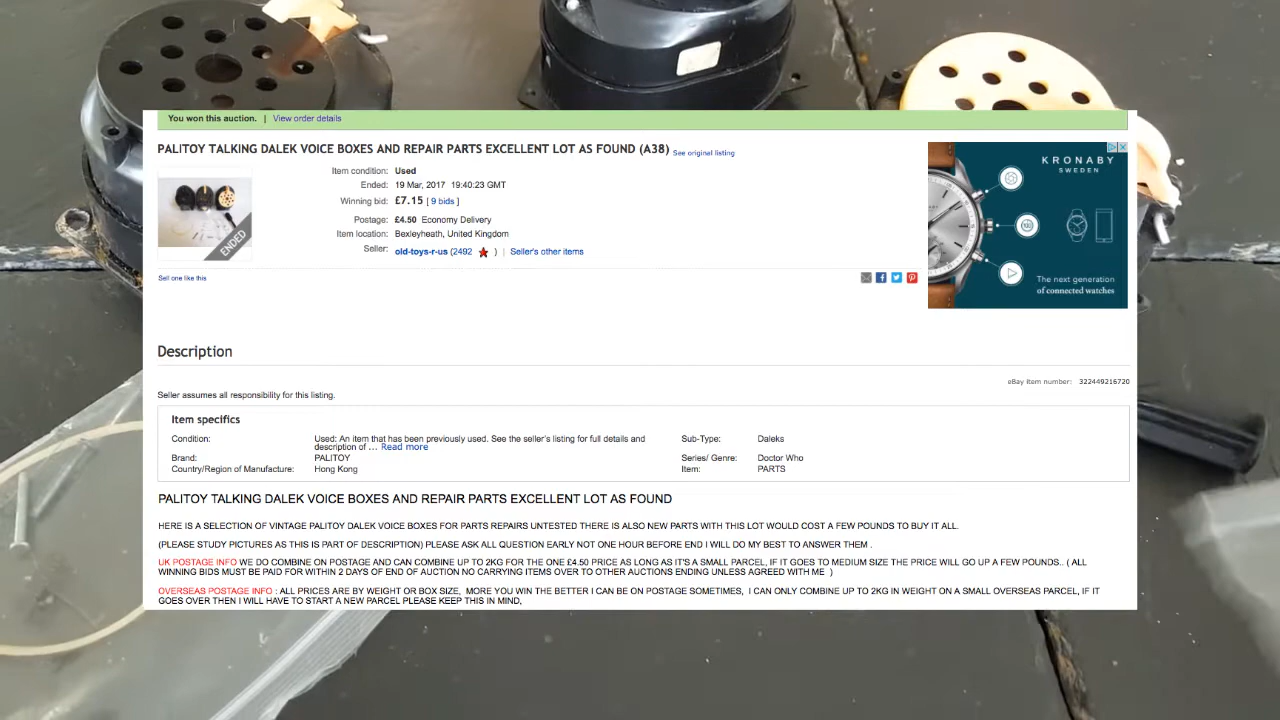 You won this auction. | View order details
PALITOY TALKING DALEK VOICE BOXES AND REPAIR PARTS EXCELLENT LOT AS FOUND (A38) See original listing
ENDED
Item condition: Used
Ended: 19 Mar, 2017 19:40:23 GMT
Winning bid: £7.15 [ 9 bids ]
Postage: £4.50 Economy Delivery
Item location: Bexleyheath, United Kingdom
Seller: old-toys-r-us (2492 ) | Seller's other items
Sell one like this
KRONABY
SWEDEN
100
The next generation
of connected watches
Description
eBay item number: 322449216720
Seller assumes all responsibility for this listing.
Item specifics
Condition: Used: An item that has been previously used. See the seller's listing for full details and
description of ... Read more
Sub-Type: Daleks
Brand: PALITOY
Series/ Genre: Doctor Who
Country/Region of Manufacture: Hong Kong
Item: PARTS
PALITOY TALKING DALEK VOICE BOXES AND REPAIR PARTS EXCELLENT LOT AS FOUND
HERE IS A SELECTION OF VINTAGE PALITOY DALEK VOICE BOXES FOR PARTS REPAIRS UNTESTED THERE IS ALSO NEW PARTS WITH THIS LOT WOULD COST A FEW POUNDS TO BUY IT ALL.
(PLEASE STUDY PICTURES AS THIS IS PART OF DESCRIPTION) PLEASE ASK ALL QUESTION EARLY NOT ONE HOUR BEFORE END I WILL DO MY BEST TO ANSWER THEM .
UK POSTAGE INFO WE DO COMBINE ON POSTAGE AND CAN COMBINE UP TO 2KG FOR THE ONE £4.50 PRICE AS LONG AS IT'S A SMALL PARCEL, IF IT GOES TO MEDIUM SIZE THE PRICE WILL GO UP A FEW POUNDS.. ( ALL
WINNING BIDS MUST BE PAID FOR WITHIN 2 DAYS OF END OF AUCTION NO CARRYING ITEMS OVER TO OTHER AUCTIONS ENDING UNLESS AGREED WITH ME )
OVERSEAS POSTAGE INFO : ALL PRICES ARE BY WEIGHT OR BOX SIZE, MORE YOU WIN THE BETTER I CAN BE ON POSTAGE SOMETIMES, I CAN ONLY COMBINE UP TO 2KG IN WEIGHT ON A SMALL OVERSEAS PARCEL, IF IT
GOES OVER THEN I WILL HAVE TO START A NEW PARCEL PLEASE KEEP THIS IN MIND,